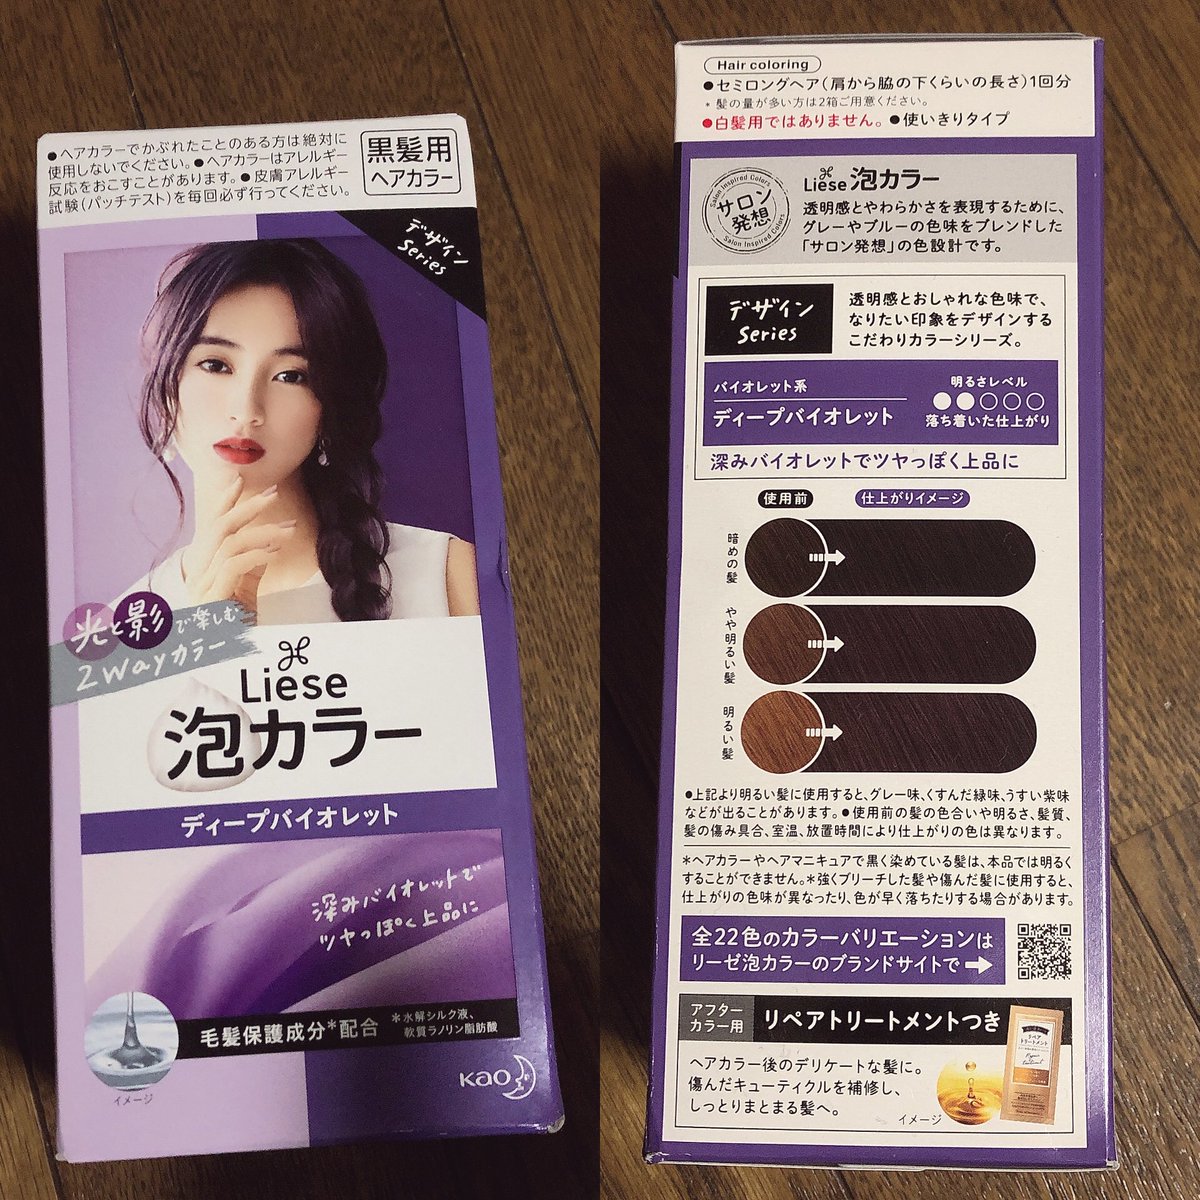 ●ヘアカラーでかぶれたことのある方は絶対に
使用しないでください。●ヘアカラーはアレルギー
反応をおこすことがあります。●皮膚アレルギー
試験(パッチテスト)を毎回必ず行ってください。
黒髪用
ヘアカラー
デザイン
Series
光と影で楽しむ
2wayカラー
Liese
泡カラー
ディープバイオレット
深みバイオレットで
ツヤっぽく上品に
毛髪保護成分*配合
*水解シルク液、
軟質ラノリン脂肪酸
イメージ
Kao
Hair coloring
●セミロングヘア(肩から脇の下くらいの長さ)1回分
*髪の量が多い方は2箱ご用意ください。
●白髪用ではありません。●使いきりタイプ
Salon Inspired Colors
サロン
発想
Salon Inspired Colors
Liese 泡カラー
透明感とやわらかさを表現するために、
グレーやブルーの色味をブレンドした
「サロン発想」の色設計です。
デザイン
Series
透明感とおしゃれな色味で、
なりたい印象をデザインする
こだわりカラーシリーズ。
バイオレット系
ディープバイオレット
明るさレベル
●●○○○
落ち着いた仕上がり
深みバイオレットでツヤっぽく上品に
使用前
仕上がりイメージ
暗めの髪
やや明るい髪
明るい髪
●上記より明るい髪に使用すると、グレー味、くすんだ緑味、うすい紫味
などが出ることがあります。●使用前の髪の色合いや明るさ、髪質、
髪の傷み具合、室温、放置時間により仕上がりの色は異なります。
*ヘアカラーやヘアマニキュアで黒く染めている髪は、本品では明るく
することができません。*強くブリーチした髪や傷んだ髪に使用すると、
仕上がりの色味が異なったり、色が早く落ちたりする場合があります。
全22色のカラーバリエーションは
リーゼ泡カラーのブランドサイトで→
アフター
カラー用
リペアトリートメントつき
ヘアカラー後のデリケートな髪に。
傷んだキューティクルを補修し、
しっとりまとまる髪へ。
イメージ
リペア
トリートメント